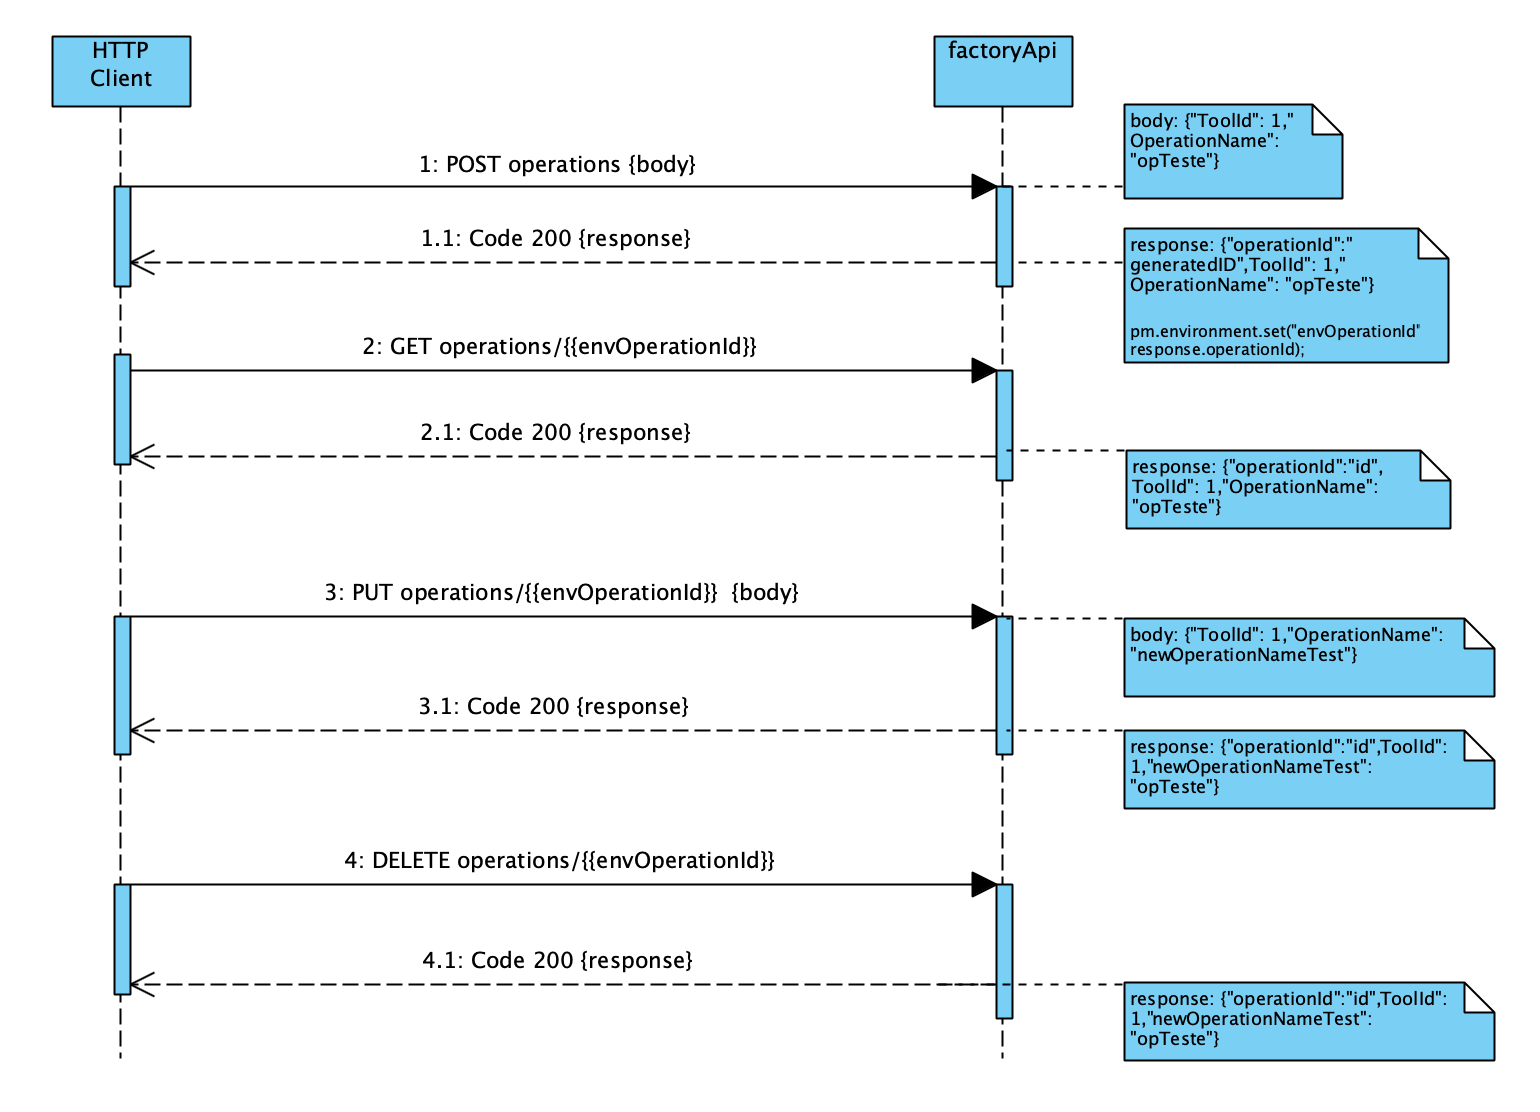 HTTP
Client
factoryApi
body: {"ToolId": 1,"
OperationName":
"opTeste"}
1: POST operations {body}
1.1: Code 200 {response}
response: {"operationId":"
generatedID",ToolId": 1,"
OperationName": "opTeste"}
pm.environment.set("envOperationId"
response.operationId);
2: GET operations/{{envOperationId}}
2.1: Code 200 {response}
response: {"operationId":"id",
ToolId": 1,"OperationName":
"opTeste"}
3: PUT operations/{{envOperationId}}  {body}
body: {"ToolId": 1,"OperationName":
"newOperationNameTest"}
3.1: Code 200 {response}
response: {"operationId":"id",ToolId":
1,"newOperationNameTest":
"opTeste"}
4: DELETE operations/{{envOperationId}}
4.1: Code 200 {response}
response: {"operationId":"id",ToolId":
1,"newOperationNameTest":
"opTeste"}